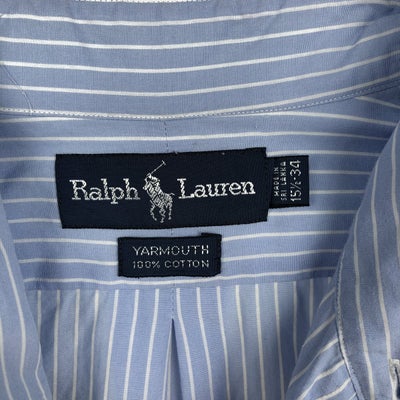 Ralph Lauren
MADE IN
SRI LANKA
15½-34
YARMOUTH
100% COTTON